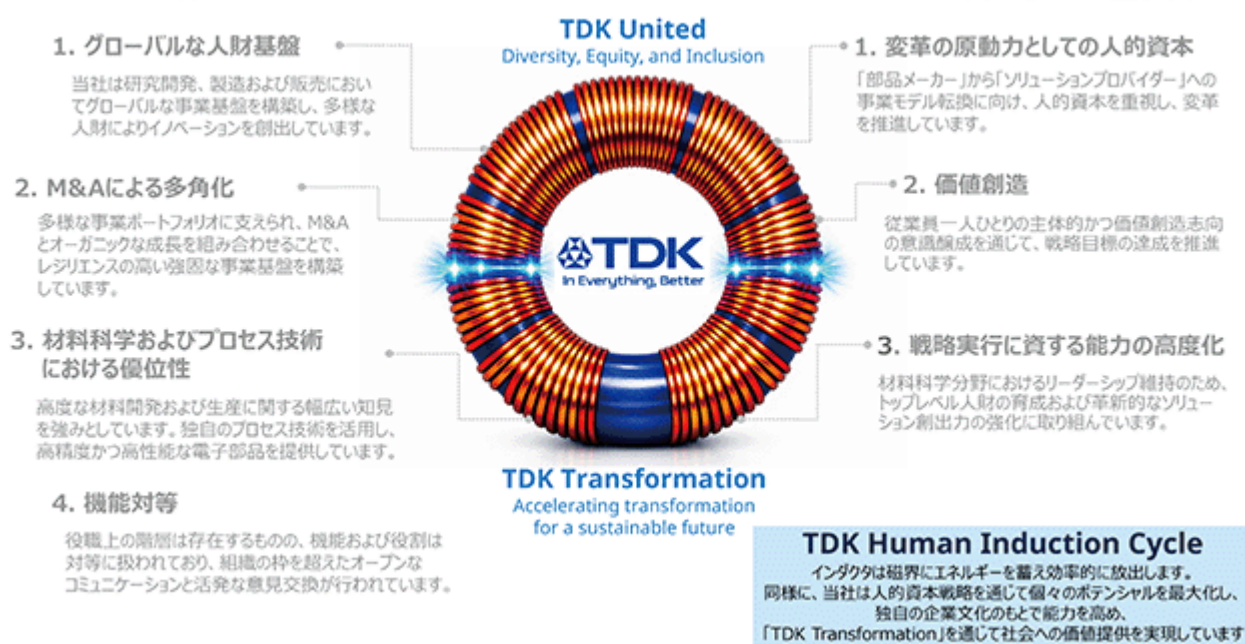 TDK United
Diversity, Equity, and Inclusion
1. グローバルな人財基盤
当社は研究開発、製造および販売におい
てグローバルな事業基盤を構築し、多様な
人財によりイノベーションを創出しています。
2. M&Aによる多角化
多様な事業ポートフォリオに支えられ、M&A
とオーガニックな成長を組み合わせることで、
レジリエンスの高い強固な事業基盤を構築
しています。
3. 材料科学およびプロセス技術
における優位性
高度な材料開発および生産に関する幅広い知見
を強みとしています。独自のプロセス技術を活用し、
高精度かつ高性能な電子部品を提供しています。
4. 機能対等
役職上の階層は存在するものの、機能および役割は
対等に扱われており、組織の枠を超えたオープンな
コミュニケーションと活発な意見交換が行われています。
TDK
In Everything, Better
1. 変革の原動力としての人的資本
「部品メーカー」から「ソリューションプロバイダー」への
事業モデル転換に向け、人的資本を重視し、変革
を推進しています。
2. 価値創造
従業員一人ひとりの主体的かつ価値創造志向
の意識醸成を通じて、戦略目標の達成を推進
しています。
3. 戦略実行に資する能力の高度化
材料科学分野におけるリーダーシップ維持のため、
トップレベル人財の育成および革新的なソリュー
ション創出力の強化に取り組んでいます。
TDK Transformation
Accelerating transformation
for a sustainable future
TDK Human Induction Cycle
インダクタは磁界にエネルギーを蓄え効率的に放出します。
同様に、当社は人的資本戦略を通じて個々のポテンシャルを最大化し、
独自の企業文化のもとで能力を高め、
「TDK Transformation」を通じて社会への価値提供を実現しています